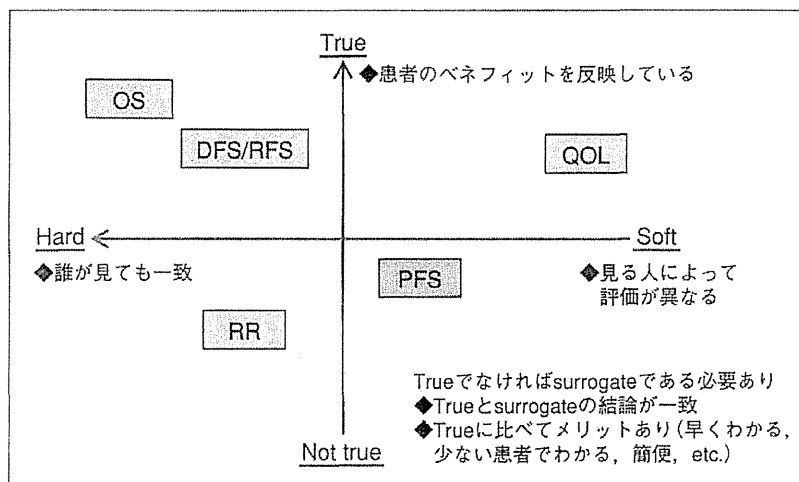 True
◆患者のベネフィットを反映している
OS
DFS/RFS
QOL
Hard
Soft
◆誰が見ても一致
PFS
◆見る人によって
評価が異なる
RR
Trueでなければsurrogateである必要あり
◆Trueとsurrogateの結論が一致
◆Trueに比べてメリットあり(早くわかる,
少ない患者でわかる, 簡便, etc.)
Not true